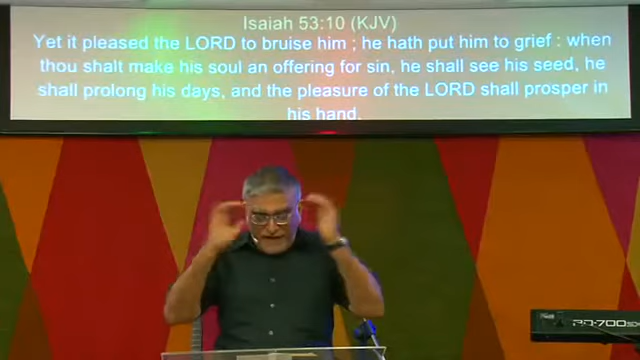 Isaiah 53:10 (KJV)
Yet it pleased the LORD to bruise him ; he hath put him to grief : when
thou shalt make his soul an offering for sin, he shall see his seed, he
shall prolong his days, and the pleasure of the LORD shall prosper in
his hand.
RD-700SX